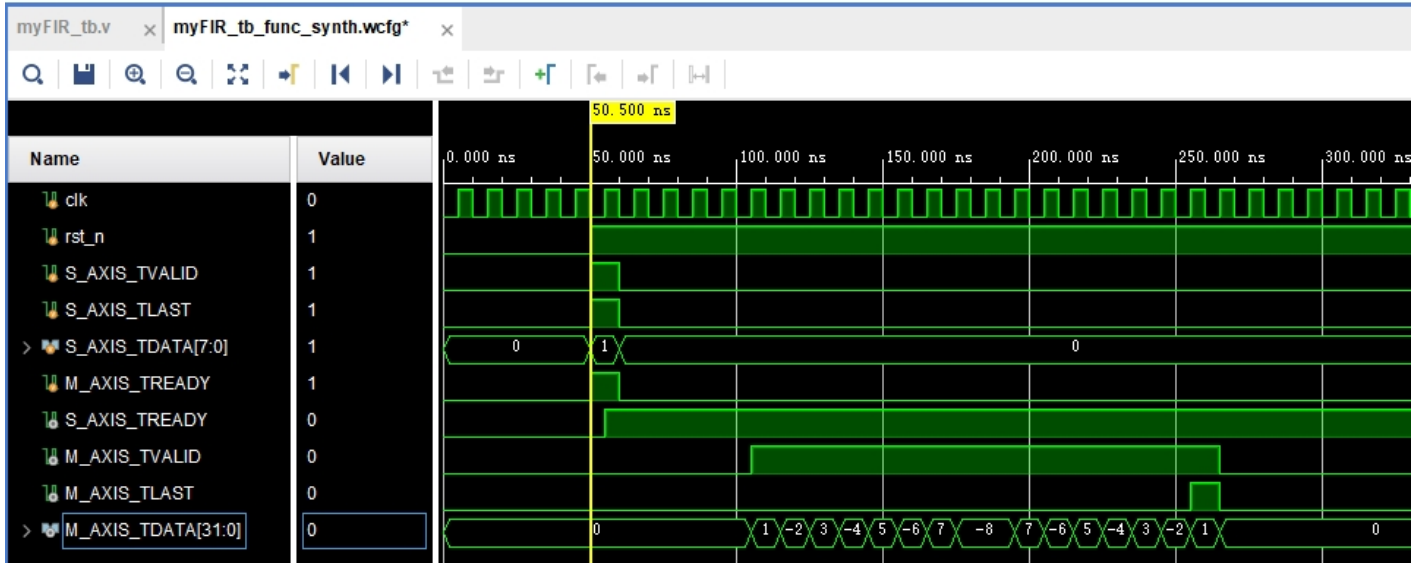 myFIR_tb.v × myFIR_tb_func_synth.wcfg* ×
50.500 ns
Name Value 0.000 ns 50.000 ns 100.000 ns 150.000 ns 200.000 ns 250.000 ns 300.000 ns
clk 0
rst_n 1
S_AXIS_TVALID 1
S_AXIS_TLAST 1
> S_AXIS_TDATA[7:0] 1 0 1 0
M_AXIS_TREADY 1
S_AXIS_TREADY 0
M_AXIS_TVALID 0
M_AXIS_TLAST 0
> M_AXIS_TDATA[31:0] 0 0 1 -2 3 -4 5 -6 7 -8 7 -6 5 -4 3 -2 1 0